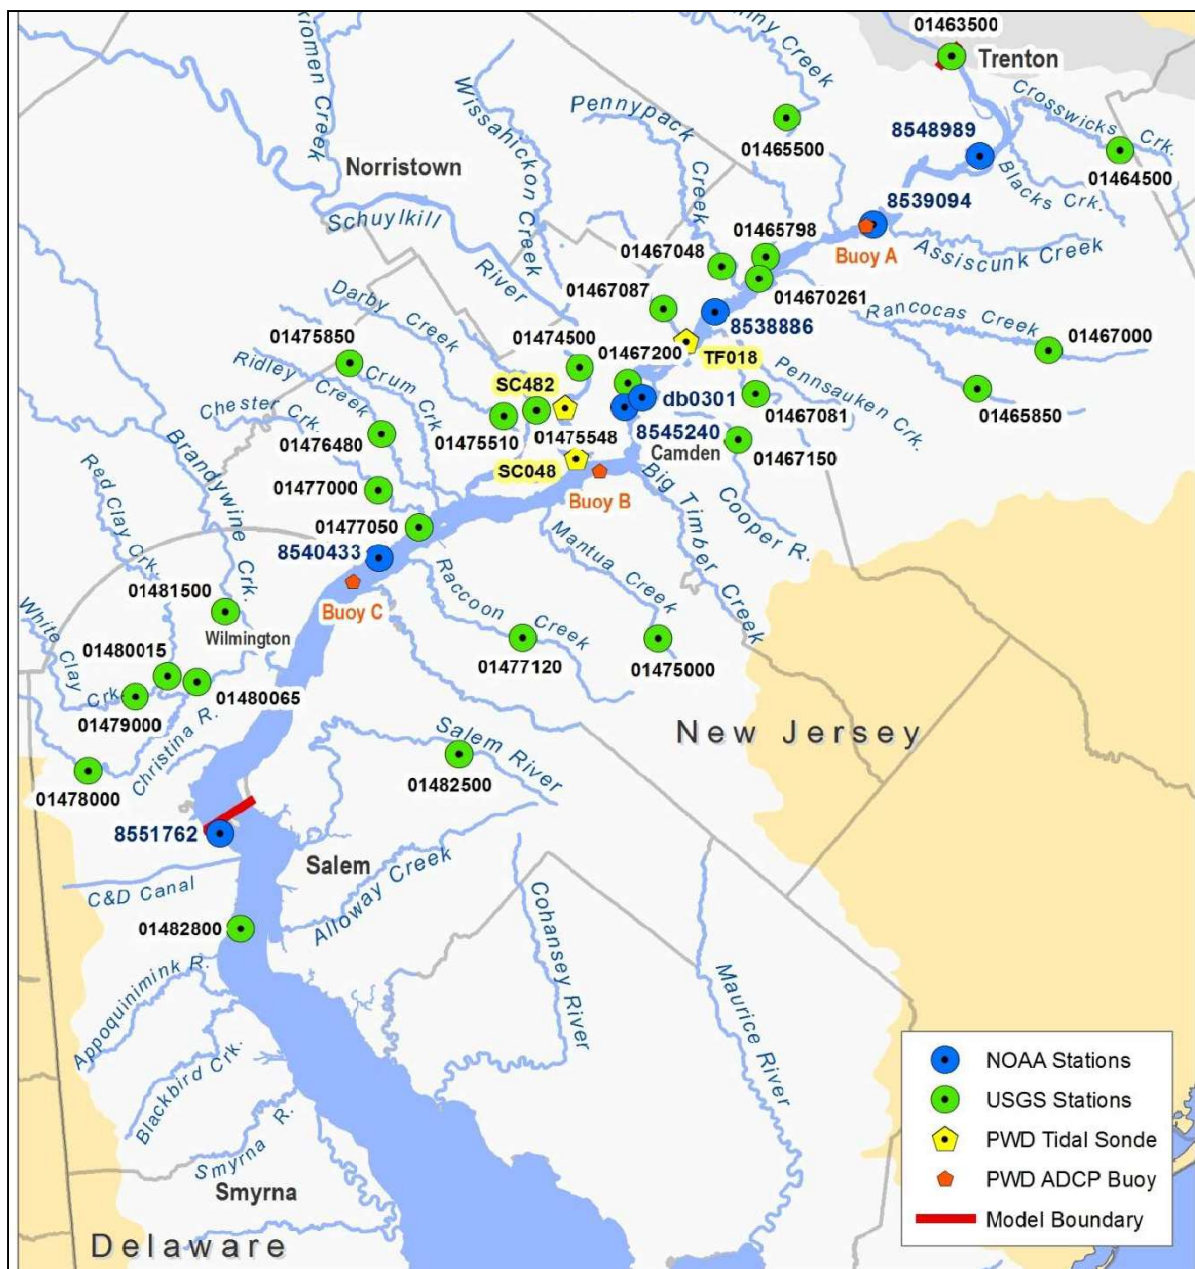 01463500
Trenton
iomen Creek
ny Creek
Wissahickon Creek
Pennypack
Creek
Crosswicks Crk.
8548989
01465500
01464500
Norristown
Blacks Crk.
8539094
Schuylkill
River
01465798
Buoy A
Assiscunk Creek
01467048
01467087
014670261
Darby Creek
Rancocas Creek
8538886
01467000
01475850
01474500
01467200
TF018
Ridley Creek
Crum Crk.
SC482
Pennsauken Crk.
db0301
01465850
Chester Crk.
01467081
01475510
01475548
8545240
01476480
Camden
01467150
Brandywine Crk.
Red Clay Crk.
SC048
Buoy B
Big Timber Creek
Cooper R.
01477000
01477050
Mantua Creek
8540433
Raccoon Creek
Buoy C
01481500
White Clay
Crk.
Wilmington
01480015
01477120
01475000
01480065
01479000
Christina R.
Salem River
New Jersey
01478000
01482500
8551762
Salem
C&D Canal
Alloway Creek
Cohansey River
01482800
Maurice River
Appoquinimink R.
Blackbird Crk.
Smyrna R.
Smyrna
Delaware
NOAA Stations
USGS Stations
PWD Tidal Sonde
PWD ADCP Buoy
Model Boundary